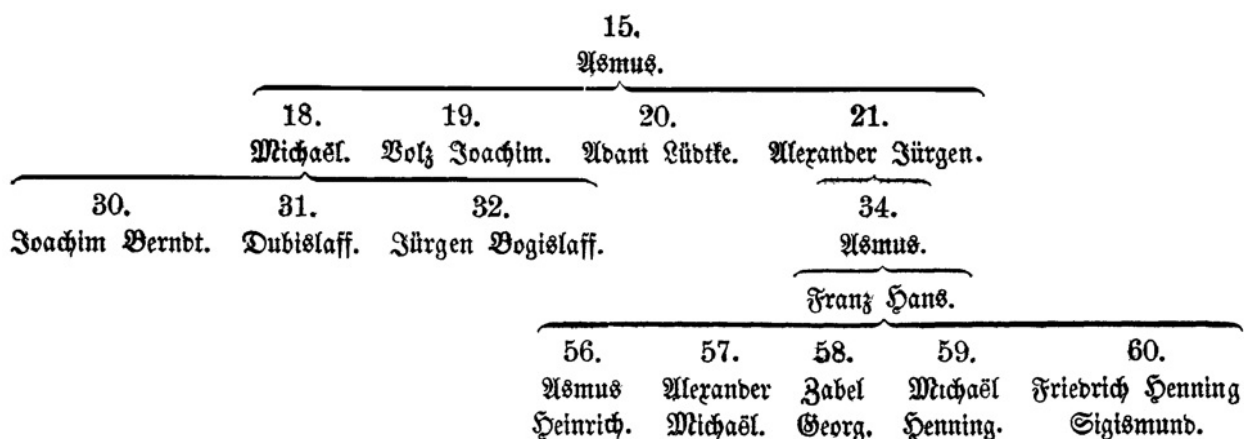 15.
Asmus.
18. 19. 20. 21.
Michaël. Volz Joachim. Adam Lüdtke. Alexander Jürgen.
30. 31. 32. 34.
Joachim Berndt. Dubislaff. Jürgen Bogislaff. Asmus.
Franz Hans.
56. 57. 58. 59. 60.
Asmus Alexander Zabel Michaël Friedrich Henning
Heinrich. Michaël. Georg. Henning. Sigismund.